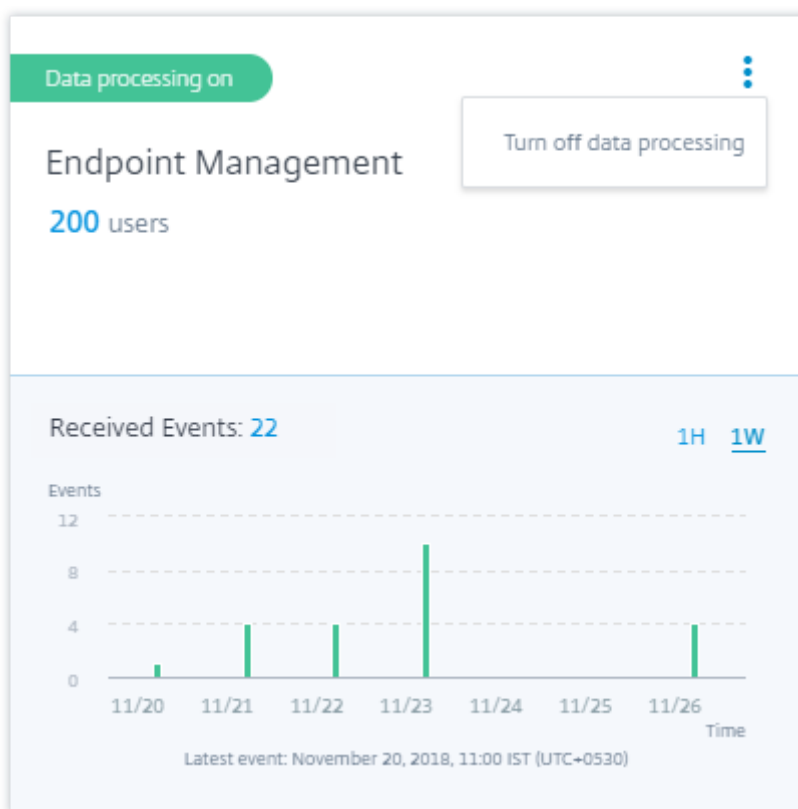 Data processing on
Turn off data processing
Endpoint Management
200 users
Received Events: 22
1H 1W
Events
12
8
4
0
11/20 11/21 11/22 11/23 11/24 11/25 11/26
Time
Latest event: November 20, 2018, 11:00 IST (UTC+0530)